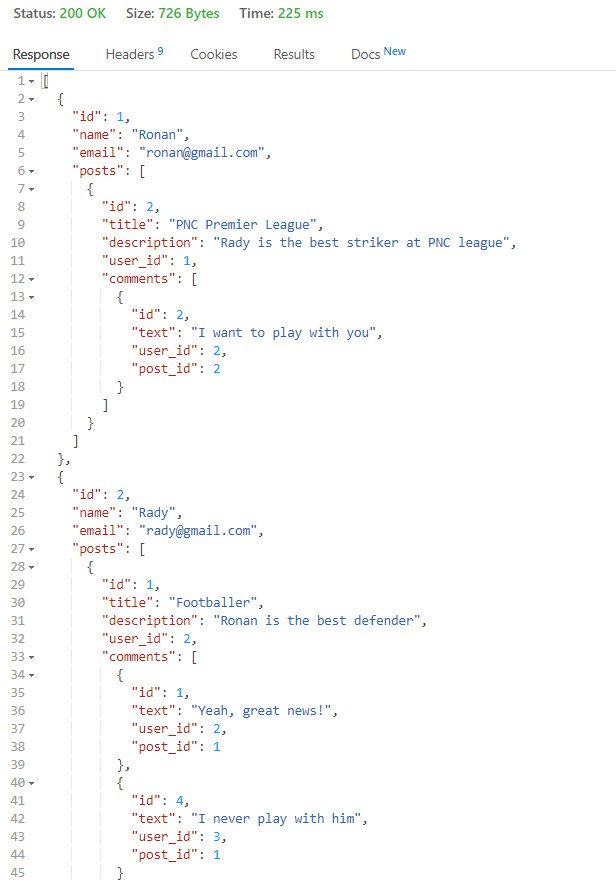 Status: 200 OK Size: 726 Bytes Time: 225 ms
Response Headers 9 Cookies Results Docs New
1 [
2 {
3 "id": 1,
4 "name": "Ronan",
5 "email": "ronan@gmail.com",
6 "posts": [
7 {
8 "id": 2,
9 "title": "PNC Premier League",
10 "description": "Rady is the best striker at PNC league",
11 "user_id": 1,
12 "comments": [
13 {
14 "id": 2,
15 "text": "I want to play with you",
16 "user_id": 2,
17 "post_id": 2
18 }
19 ]
20 }
21 ]
22 },
23 {
24 "id": 2,
25 "name": "Rady",
26 "email": "rady@gmail.com",
27 "posts": [
28 {
29 "id": 1,
30 "title": "Footballer",
31 "description": "Ronan is the best defender",
32 "user_id": 2,
33 "comments": [
34 {
35 "id": 1,
36 "text": "Yeah, great news!",
37 "user_id": 2,
38 "post_id": 1
39 },
40 {
41 "id": 4,
42 "text": "I never play with him",
43 "user_id": 3,
44 "post_id": 1
45 }